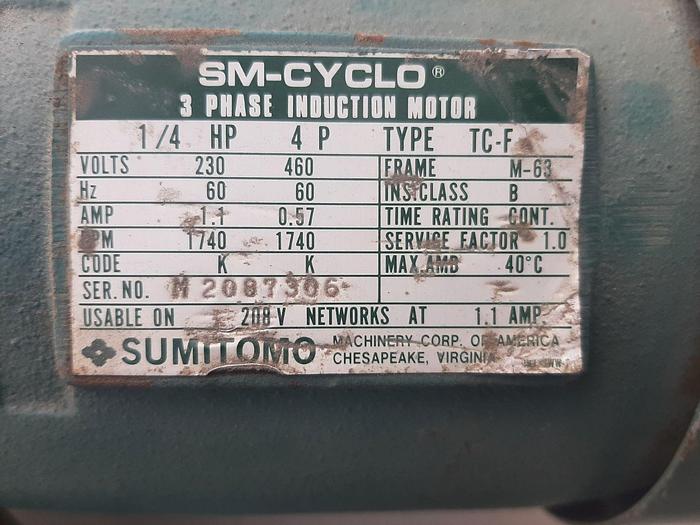 SM-CYCLO®
3 PHASE INDUCTION MOTOR
1/4 HP 4 P TYPE TC-F
VOLTS 230 460 FRAME M-63
Hz 60 60 INS.CLASS B
AMP 1.1 0.57 TIME RATING CONT.
RPM 1740 1740 SERVICE FACTOR 1.0
CODE K K MAX.AMB 40°C
SER. NO. M 2087306
USABLE ON 208 V NETWORKS AT 1.1 AMP.
SUMITOMO MACHINERY CORP. OF AMERICA
CHESAPEAKE, VIRGINIA